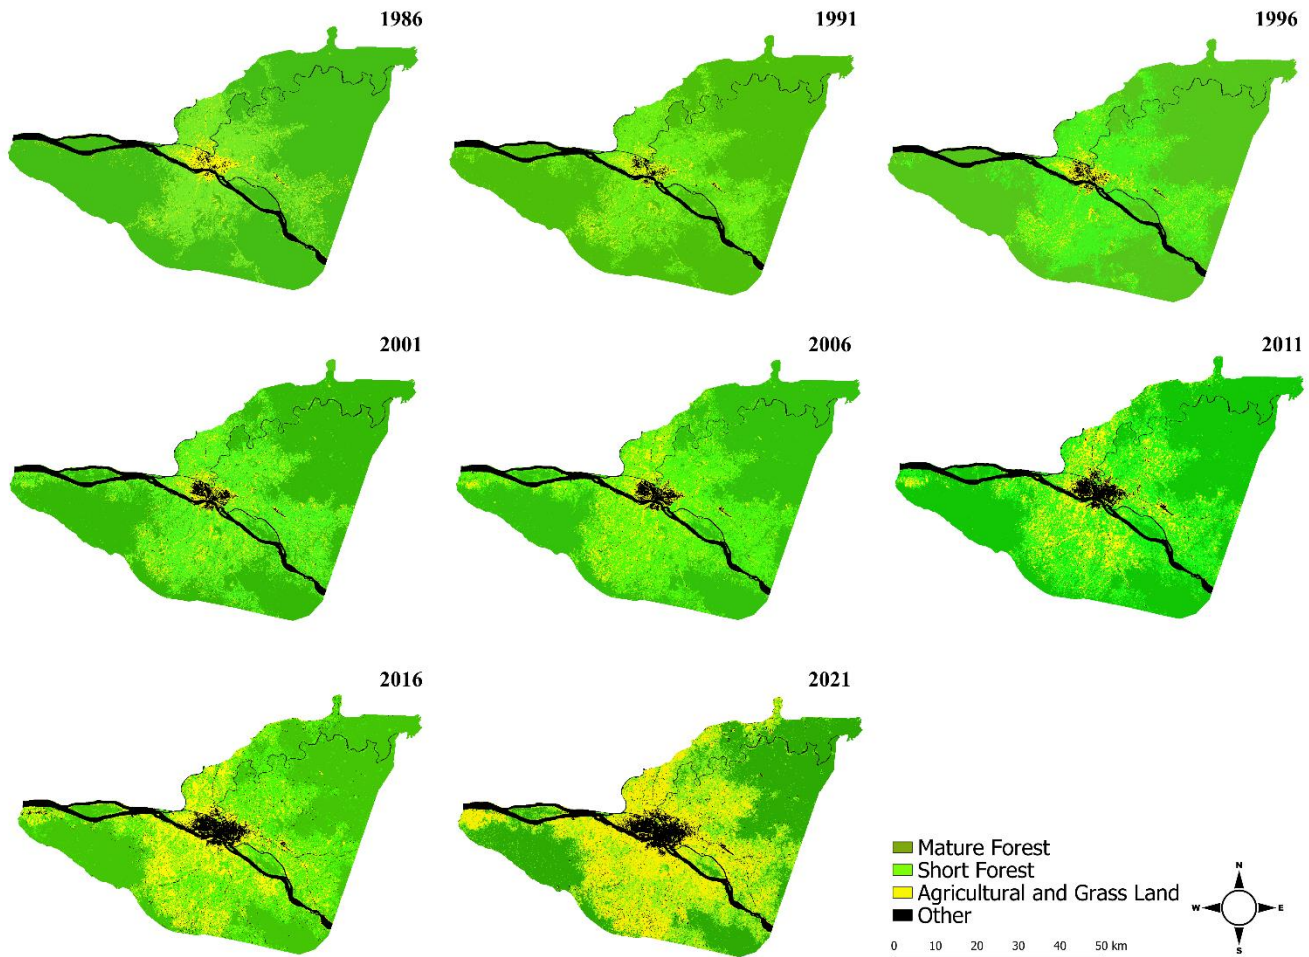 1986
1991
1996
2001
2006
2011
2016
2021
Mature Forest
Short Forest
Agricultural and Grass Land
Other
N
W E
S
0 10 20 30 40 50 km